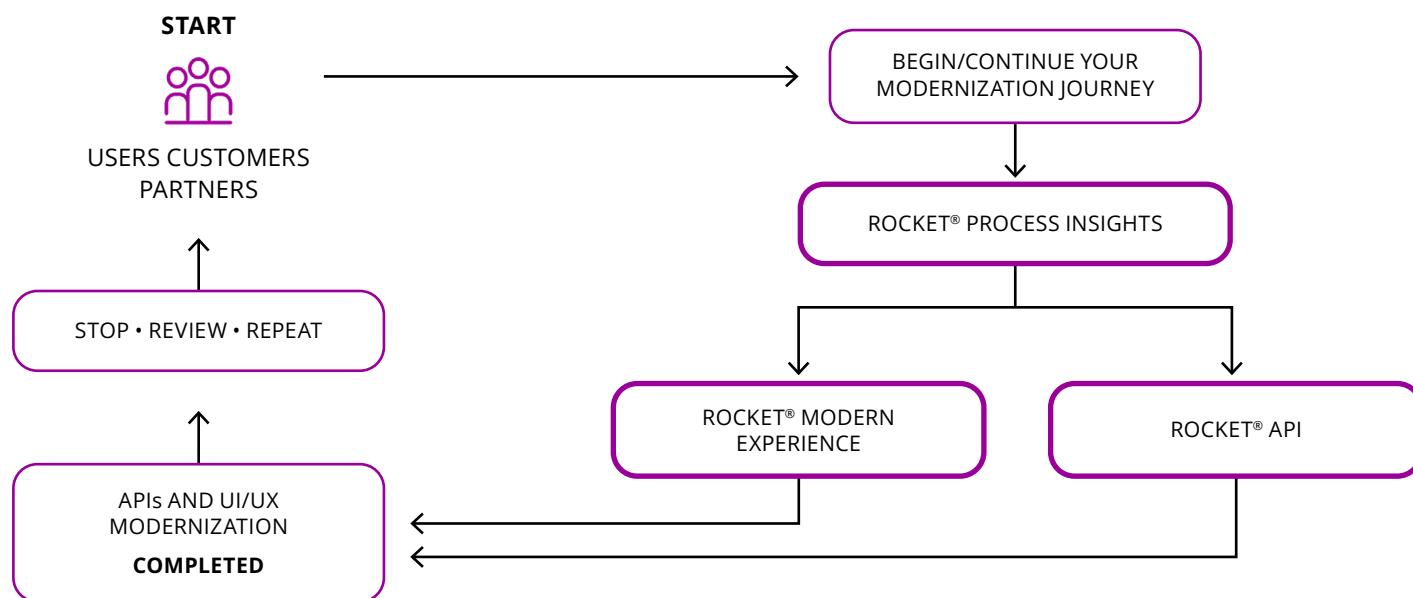 START
USERS CUSTOMERS
PARTNERS
BEGIN/CONTINUE YOUR
MODERNIZATION JOURNEY
ROCKET® PROCESS INSIGHTS
ROCKET® MODERN
EXPERIENCE
ROCKET® API
APIs AND UI/UX
MODERNIZATION
COMPLETED
STOP • REVIEW • REPEAT